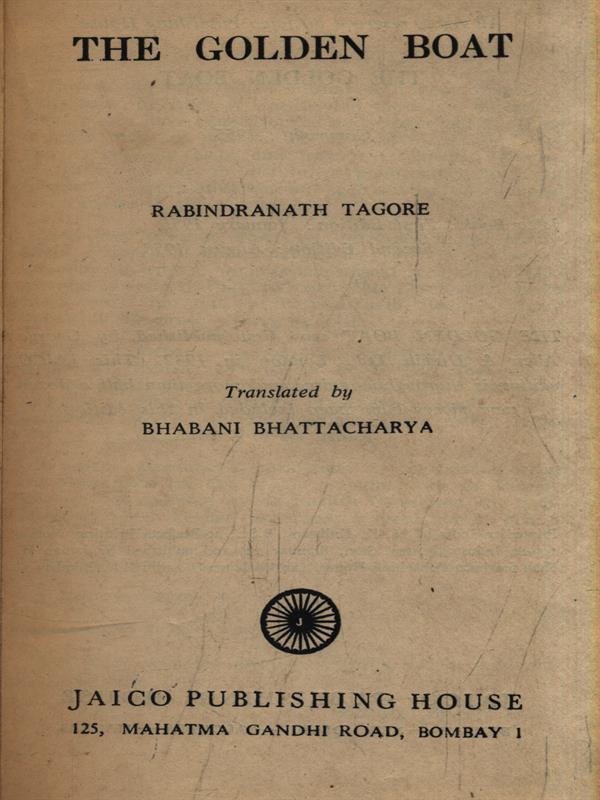 THE GOLDEN BOAT
RABINDRANATH TAGORE
Translated by
BHABANI BHATTACHARYA
J
JAICO PUBLISHING HOUSE
125, MAHATMA GANDHI ROAD, BOMBAY 1